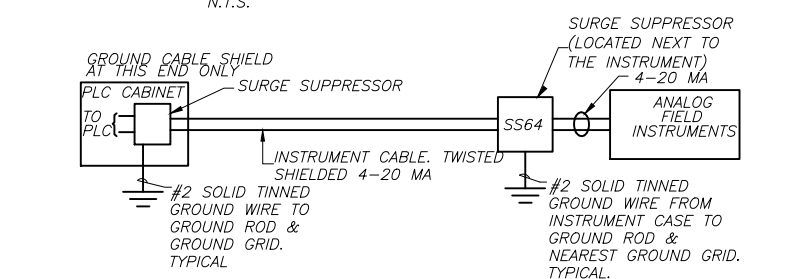 N.T.S.
SURGE SUPPRESSOR
(LOCATED NEXT TO
THE INSTRUMENT)
4-20 MA
GROUND CABLE SHIELD
AT THIS END ONLY
PLC CABINET
SURGE SUPPRESSOR
TO
PLC
SS64
ANALOG
FIELD
INSTRUMENTS
INSTRUMENT CABLE. TWISTED
SHIELDED 4-20 MA
#2 SOLID TINNED
GROUND WIRE TO
GROUND ROD &
GROUND GRID.
TYPICAL
#2 SOLID TINNED
GROUND WIRE FROM
INSTRUMENT CASE TO
GROUND ROD &
NEAREST GROUND GRID.
TYPICAL.